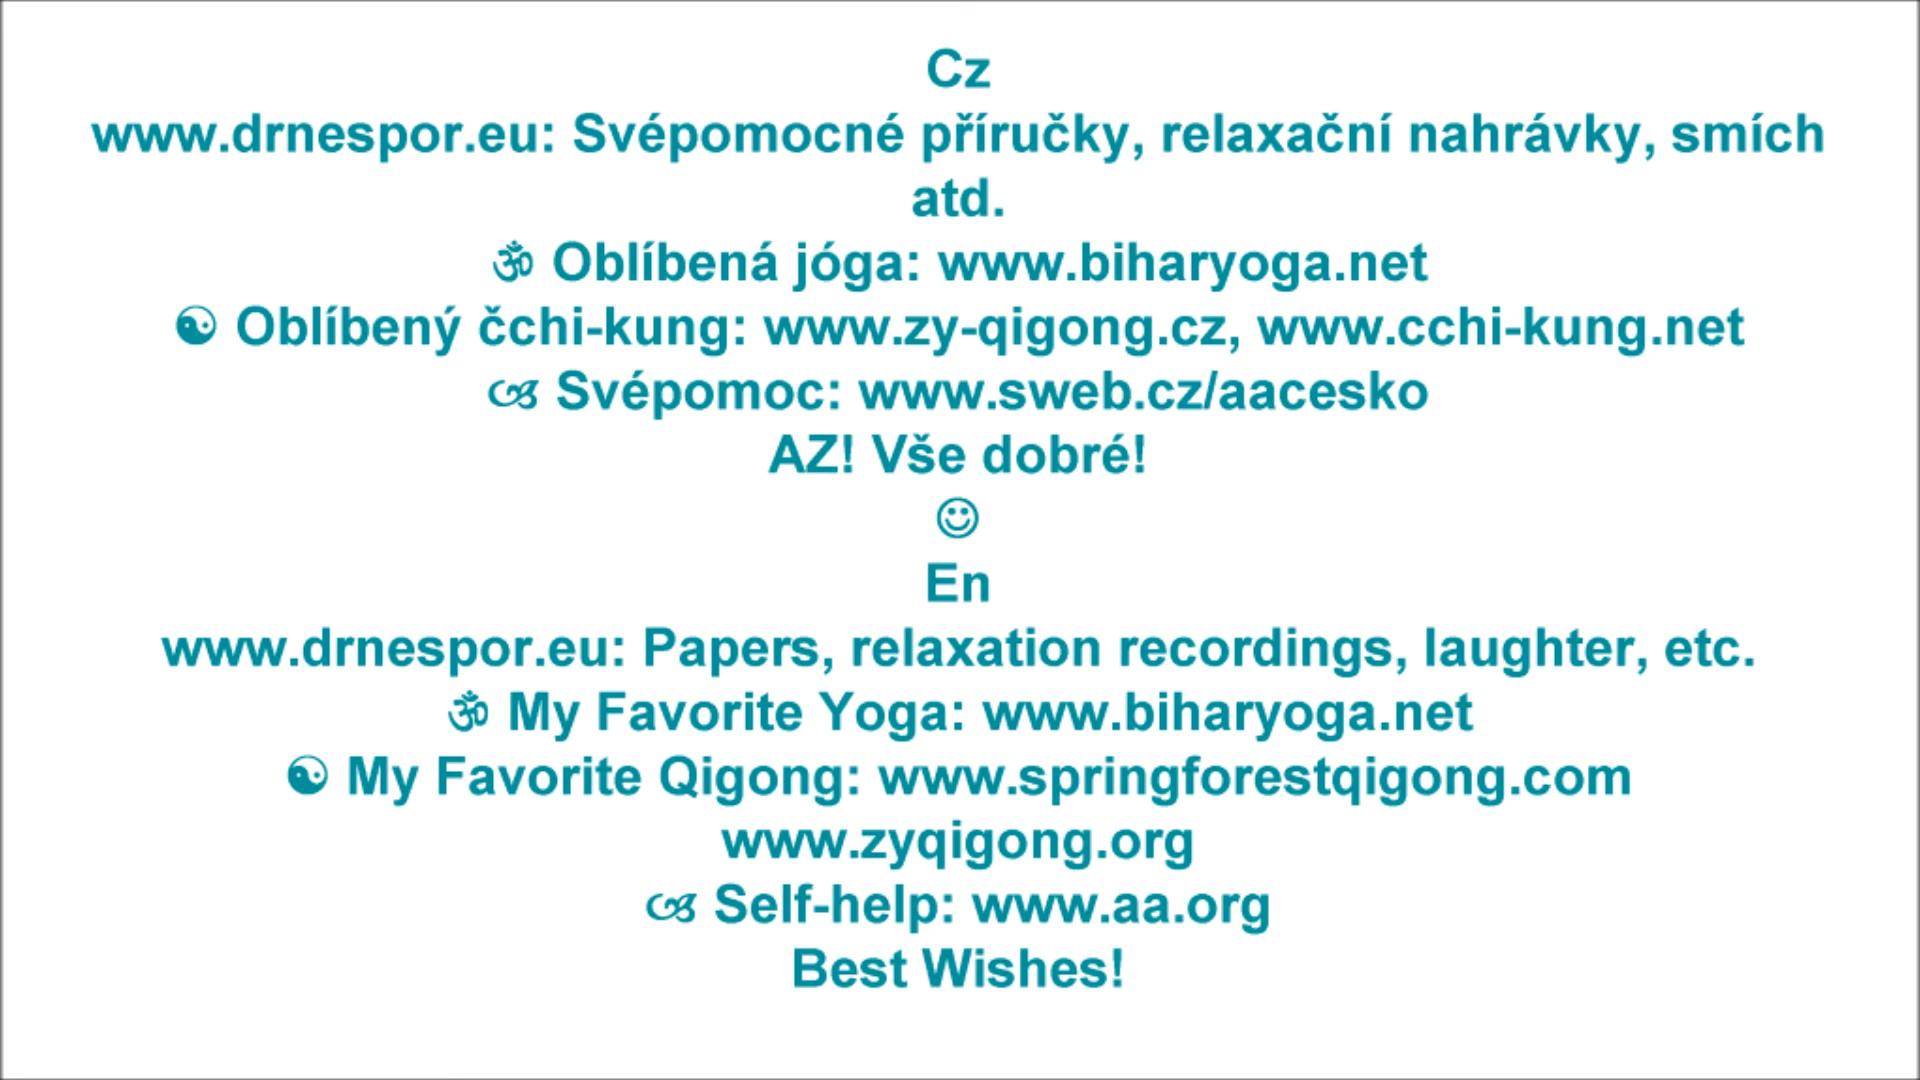 Cz
www.drnespor.eu: Svépomocné příručky, relaxační nahrávky, smích
atd.
🕉 Oblíbená jóga: www.biharyoga.net
☯ Oblíbený čchi-kung: www.zy-qigong.cz, www.cchi-kung.net
🙢 Svépomoc: www.sweb.cz/aacesko
AZ! Vše dobré!
☺
En
www.drnespor.eu: Papers, relaxation recordings, laughter, etc.
🕉 My Favorite Yoga: www.biharyoga.net
☯ My Favorite Qigong: www.springforestqigong.com
www.zyqigong.org
🙢 Self-help: www.aa.org
Best Wishes!